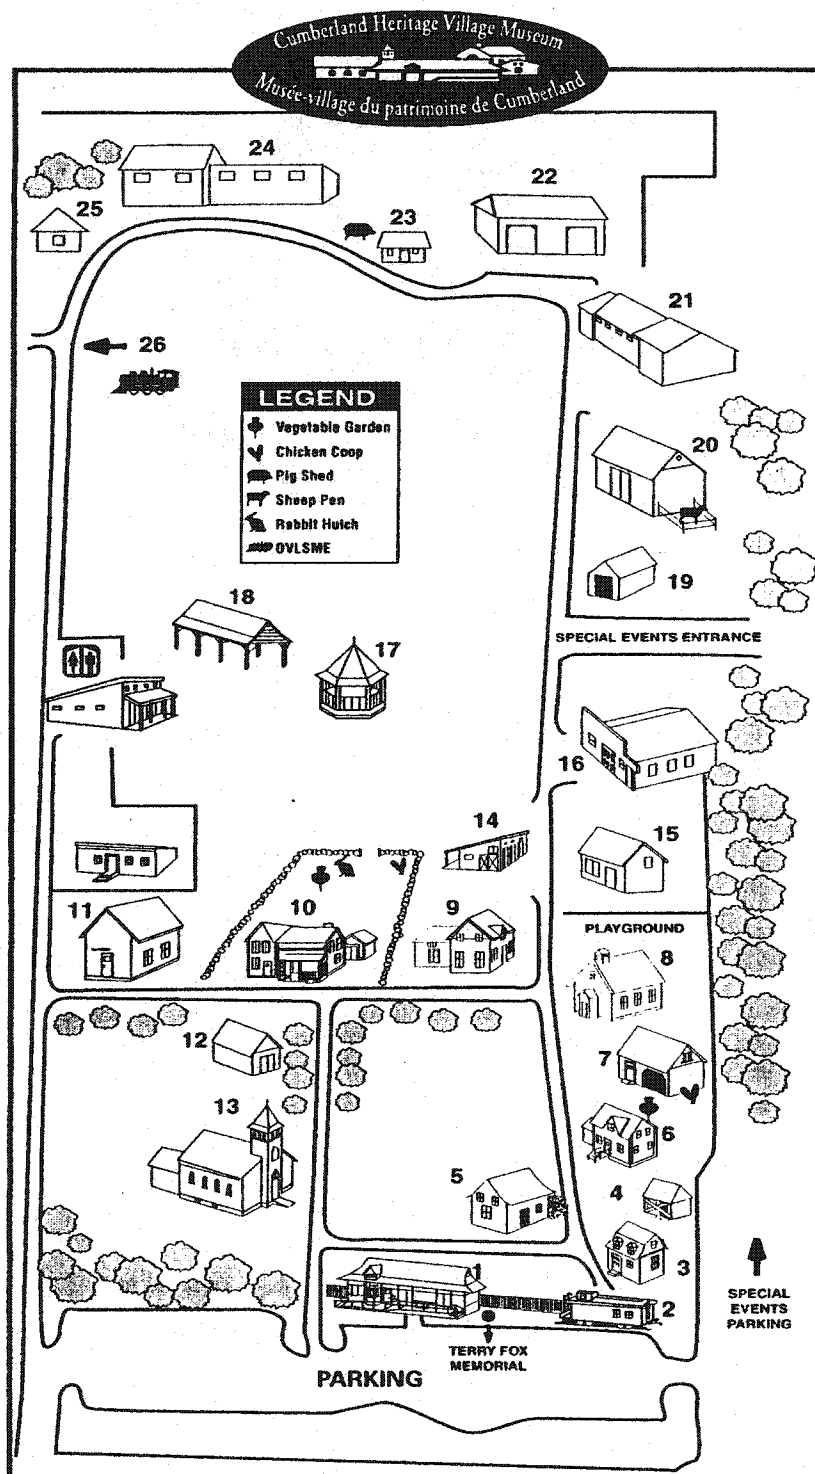 Cumberland Heritage Village Museum
Musée-village du patrimoine de Cumberland
24
22
25
23
21
26
LEGEND
Vegetable Garden
Chicken Coop
Pig Shed
Sheep Pen
Rabbit Hutch
OVLSME
20
19
18
17
SPECIAL EVENTS ENTRANCE
16
14
15
11
10
9
PLAYGROUND
8
12
7
13
6
5
4
1
3
2
SPECIAL
EVENTS
PARKING
TERRY FOX
MEMORIAL
PARKING